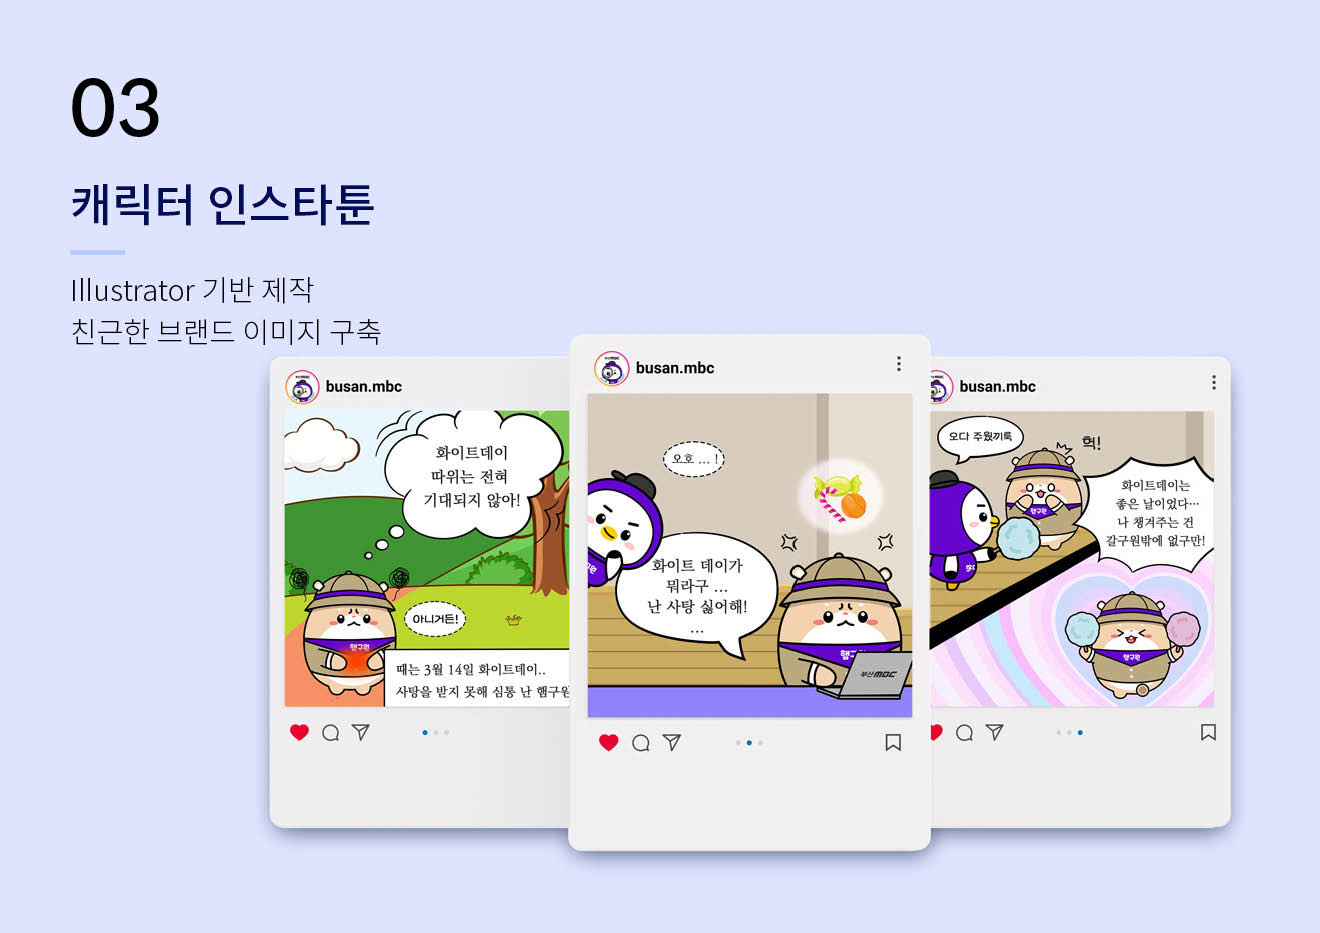 03
캐릭터 인스타툰
Illustrator 기반 제작
친근한 브랜드 이미지 구축
busan.mbc
화이트데이
따위는 전혀
기대되지 않아!
아니거든!
햄구원
때는 3월 14일 화이트데이..
사탕을 받지 못해 심통 난 햄구원
busan.mbc
오호 ... !
화이트 데이가
뭐라구 ...
난 사탕 싫어해!
...
부산MBC
busan.mbc
오다 주웠끼룩
헉!
햄구원
화이트데이는
좋은 날이었다...
나 챙겨주는 건
갈구원밖에 없구만!
햄구원